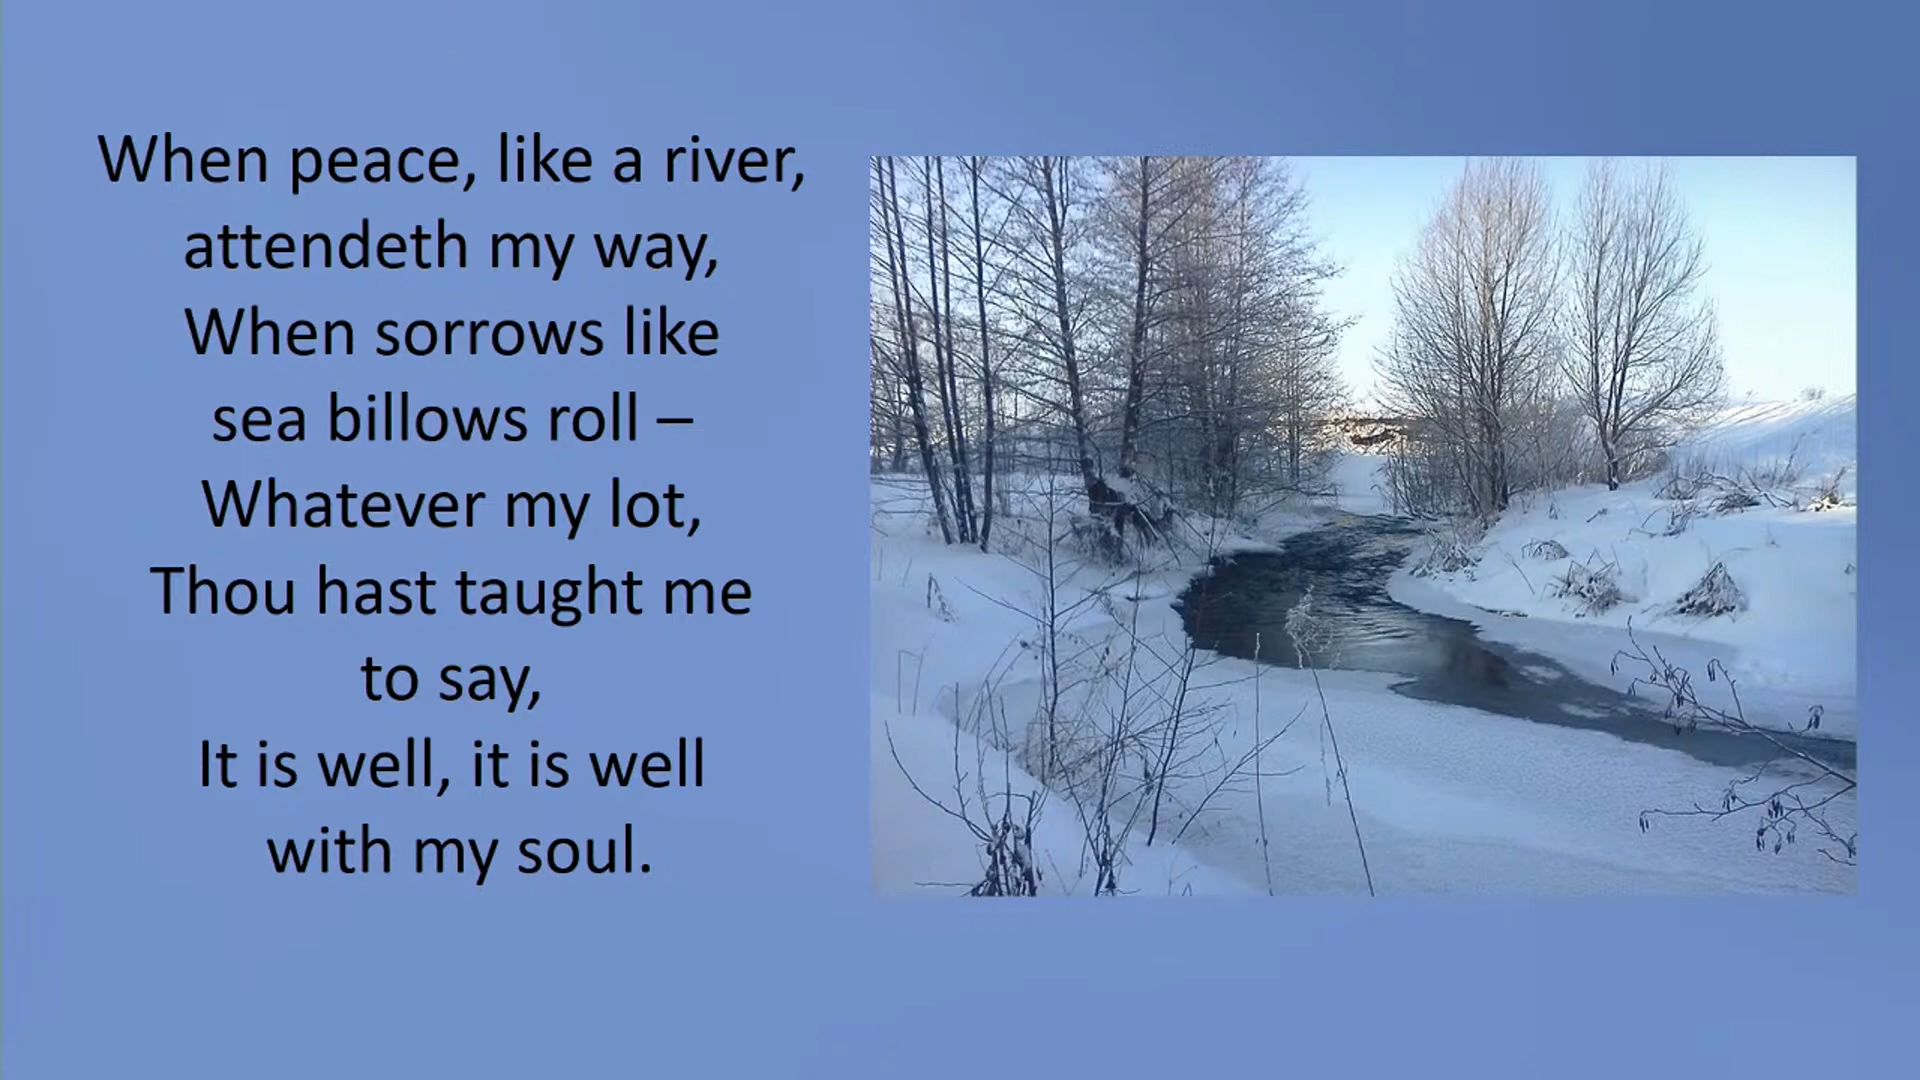 When peace, like a river,
attendeth my way,
When sorrows like
sea billows roll –
Whatever my lot,
Thou hast taught me
to say,
It is well, it is well
with my soul.